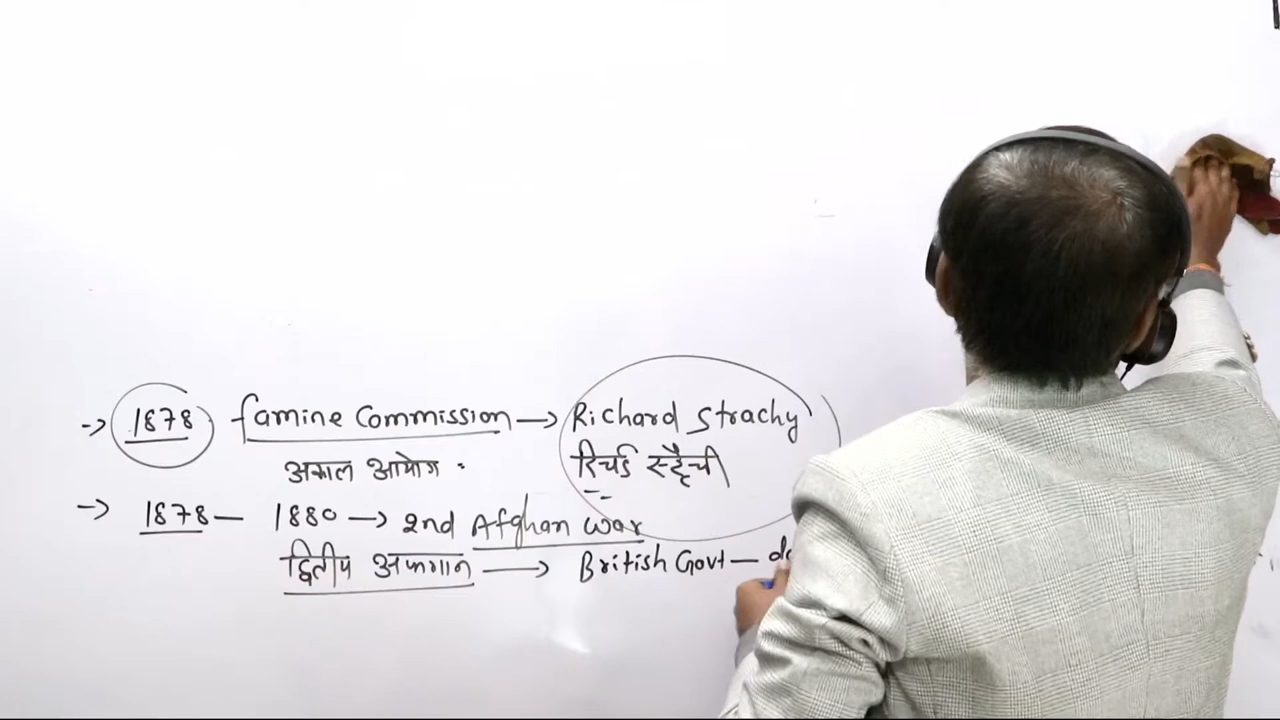 -> 1878 famine Commission -> Richard Strachy
अकाल आयोग रिचर्ड स्ट्रैची
-> 1878 - 1880 -> 2nd Afghan War
द्वितीय अफगान -> British Govt -